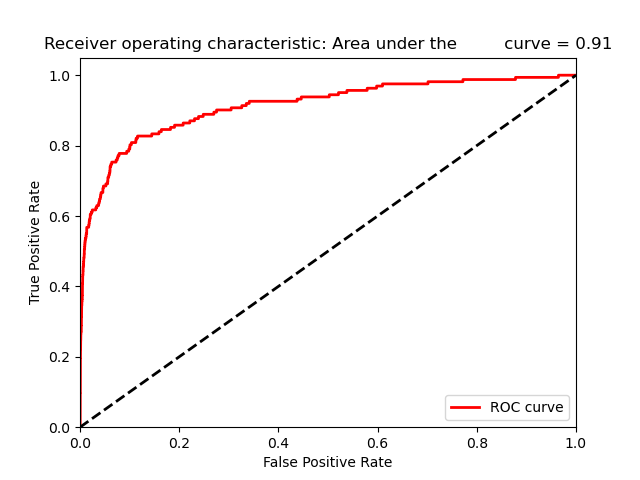 Receiver operating characteristic: Area under the         curve = 0.91
1.0
0.8
0.6
0.4
0.2
0.0
True Positive Rate
ROC curve
0.0 0.2 0.4 0.6 0.8 1.0
False Positive Rate